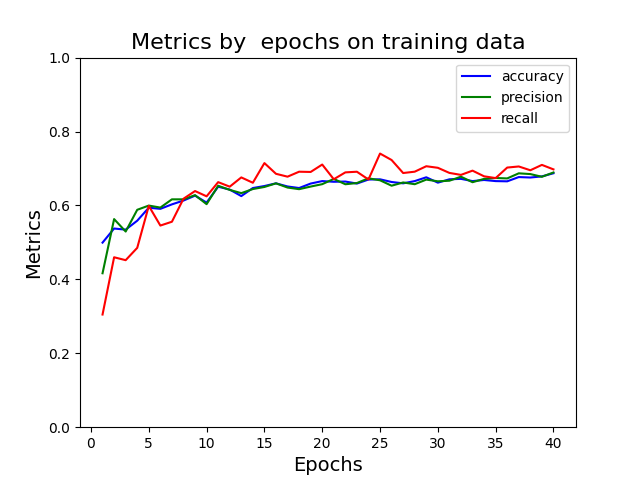 Metrics by  epochs on training data
1.0
0.8
0.6
0.4
0.2
0.0
Metrics
accuracy
precision
recall
0 5 10 15 20 25 30 35 40
Epochs